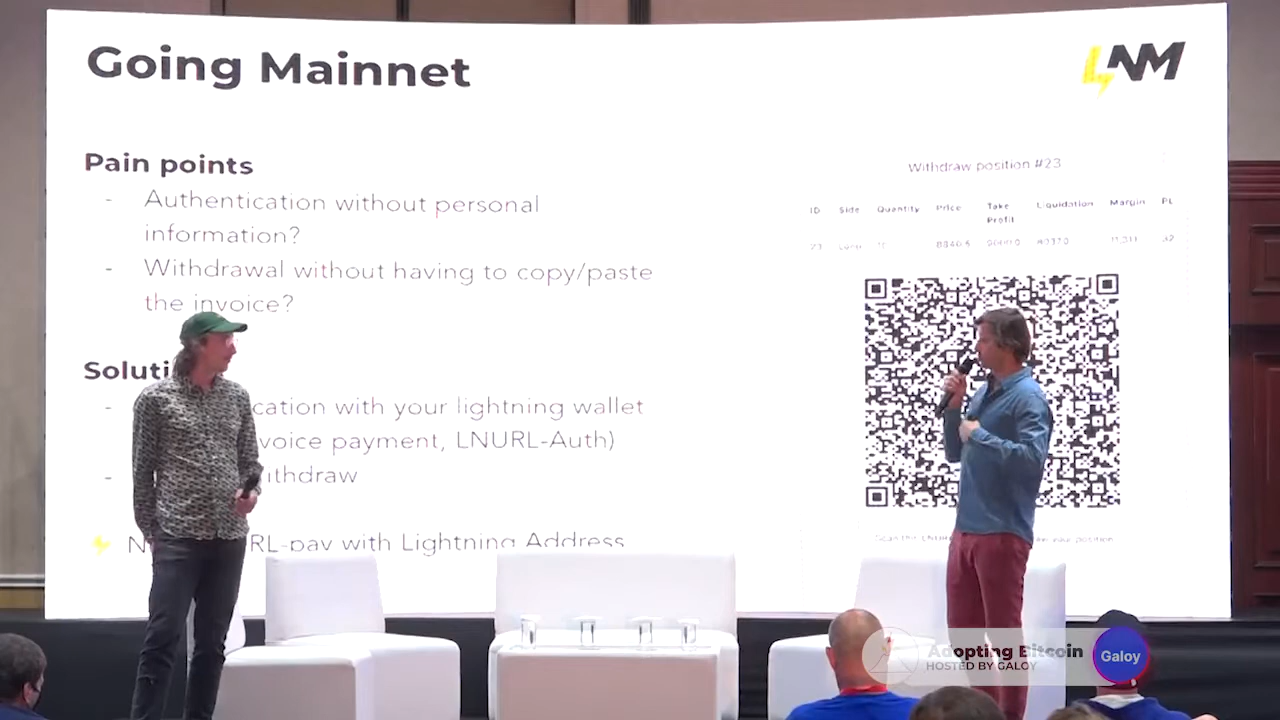 Going Mainnet
LNM
Pain points
- Authentication without personal
information?
- Withdrawal without having to copy/paste
the invoice?
- cation with your lightning wallet
voice payment, LNURL-Auth)
- ithdraw
RL-pay with Lightning Address
Withdraw position #23
ID Side Quantity Price Take Profit Liquidation Margin PL
23
Adopting Bitcoin
HOSTED BY GALOY
Galoy